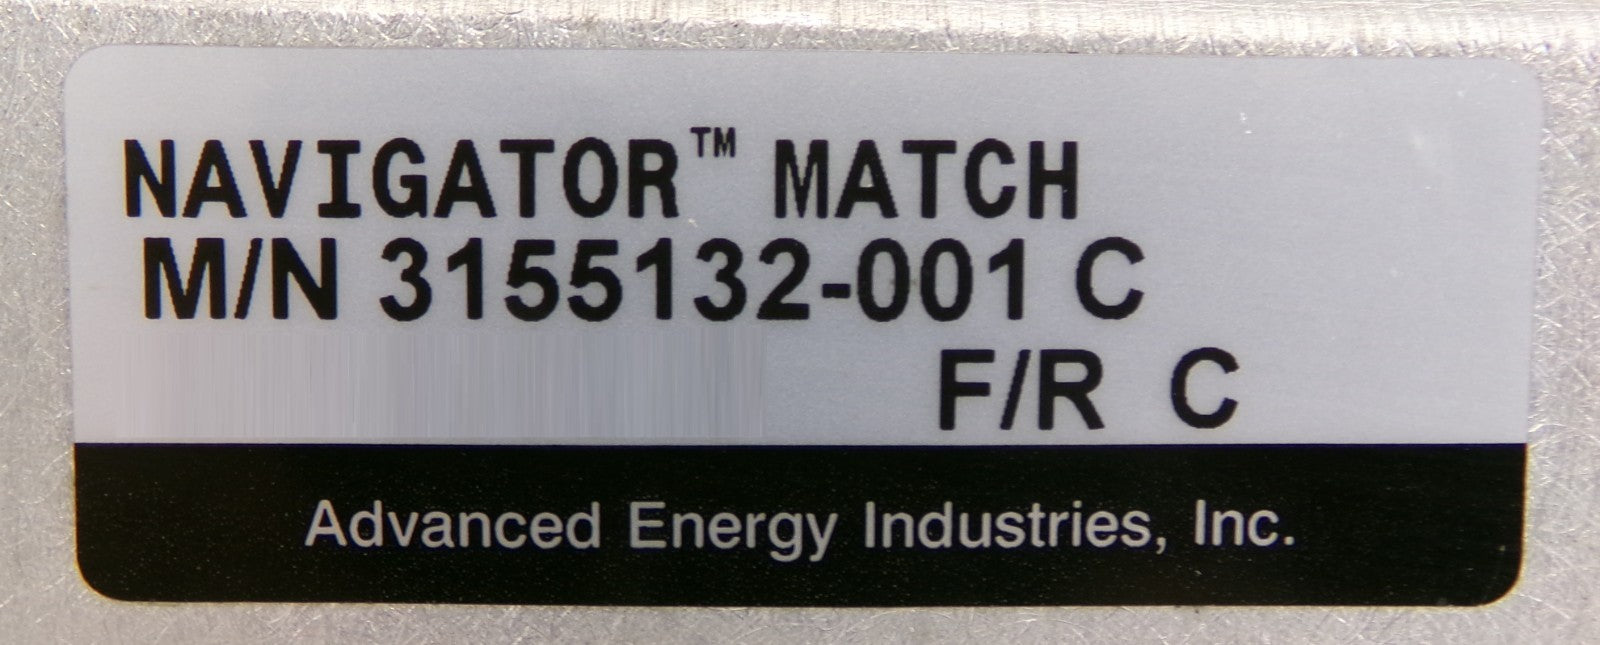 NAVIGATOR™ MATCH
M/N 3155132-001 C
F/R C
Advanced Energy Industries, Inc.